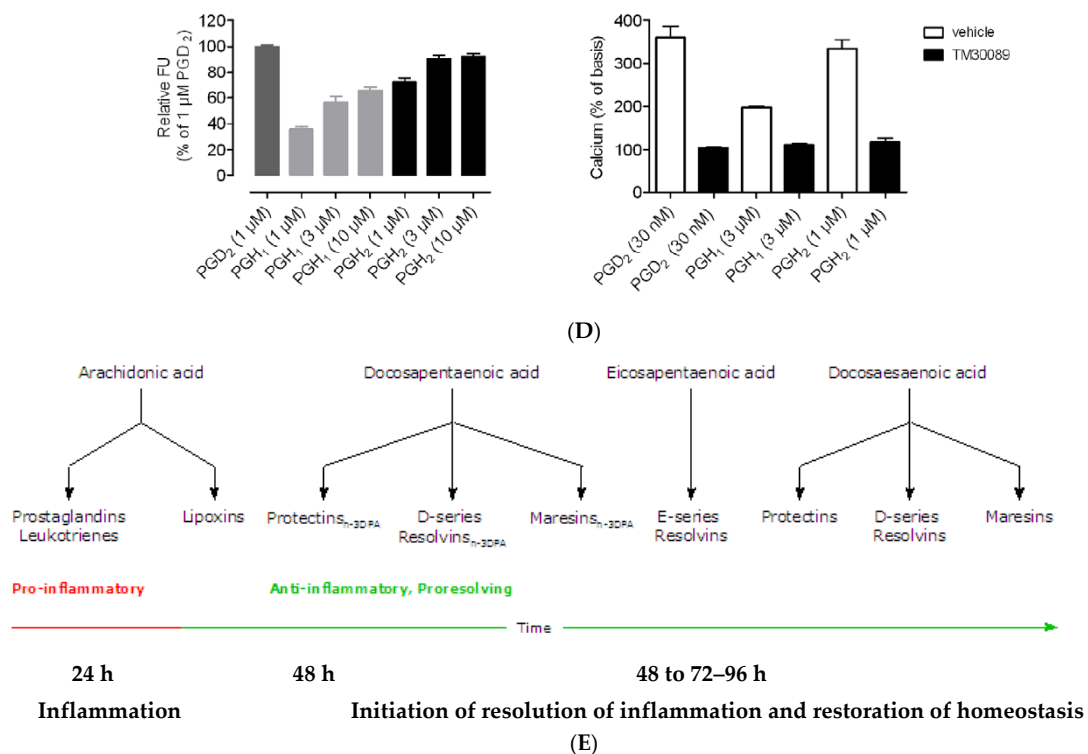 Relative FU
(% of 1 µM PGD₂)
120
100
80
60
40
20
0
PGD₂ (1 µM)
PGH₁ (1 µM)
PGH₁ (3 µM)
PGH₁ (10 µM)
PGH₂ (1 µM)
PGH₂ (3 µM)
PGH₂ (10 µM)
Calcium (% of basis)
400
300
200
100
0
PGD₂ (30 nM)
PGD₂ (30 nM)
PGH₁ (3 µM)
PGH₁ (3 µM)
PGH₂ (1 µM)
PGH₂ (1 µM)
vehicle
TM30089
(D)
Arachidonic acid
Docosapentaenoic acid
Eicosapentaenoic acid
Docosaesaenoic acid
Prostaglandins
Leukotrienes
Lipoxins
Protectinsₙ₋₃DPA
D-series
Resolvinsₙ₋₃DPA
Maresinsₙ₋₃DPA
E-series
Resolvins
Protectins
D-series
Resolvins
Maresins
Pro-inflammatory
Anti-inflammatory, Proresolving
Time
24 h
48 h
48 to 72–96 h
Inflammation
Initiation of resolution of inflammation and restoration of homeostasis
(E)